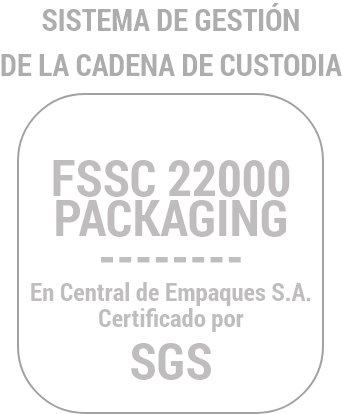 SISTEMA DE GESTIÓN
DE LA CADENA DE CUSTODIA
FSSC 22000
PACKAGING
En Central de Empaques S.A.
Certificado por
SGS